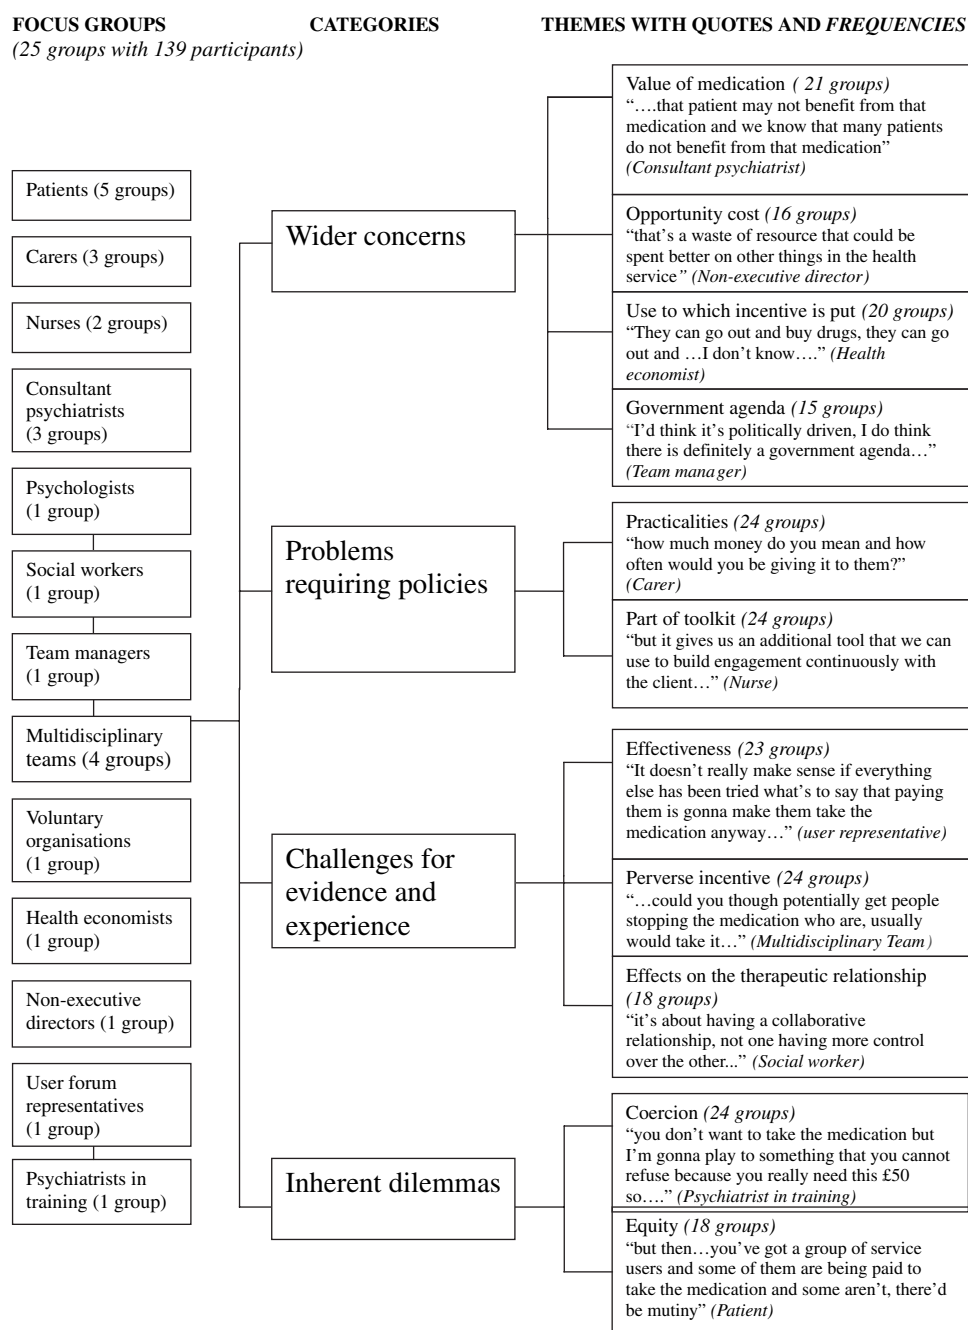 FOCUS GROUPS
(25 groups with 139 participants)
CATEGORIES
THEMES WITH QUOTES AND FREQUENCIES
Patients (5 groups)
Carers (3 groups)
Nurses (2 groups)
Consultant
psychiatrists
(3 groups)
Psychologists
(1 group)
Social workers
(1 group)
Team managers
(1 group)
Multidisciplinary
teams (4 groups)
Voluntary
organisations
(1 group)
Health economists
(1 group)
Non-executive
directors (1 group)
User forum
representatives
(1 group)
Psychiatrists in
training (1 group)
Wider concerns
Problems
requiring policies
Challenges for
evidence and
experience
Inherent dilemmas
Value of medication ( 21 groups)
“….that patient may not benefit from that
medication and we know that many patients
do not benefit from that medication”
(Consultant psychiatrist)
Opportunity cost (16 groups)
“that’s a waste of resource that could be
spent better on other things in the health
service” (Non-executive director)
Use to which incentive is put (20 groups)
“They can go out and buy drugs, they can go
out and …I don’t know….” (Health
economist)
Government agenda (15 groups)
“I’d think it’s politically driven, I do think
there is definitely a government agenda…”
(Team manager)
Practicalities (24 groups)
“how much money do you mean and how
often would you be giving it to them?”
(Carer)
Part of toolkit (24 groups)
“but it gives us an additional tool that we can
use to build engagement continuously with
the client…” (Nurse)
Effectiveness (23 groups)
“It doesn’t really make sense if everything
else has been tried what’s to say that paying
them is gonna make them take the
medication anyway…” (user representative)
Perverse incentive (24 groups)
“…could you though potentially get people
stopping the medication who are, usually
would take it…” (Multidisciplinary Team)
Effects on the therapeutic relationship
(18 groups)
“it’s about having a collaborative
relationship, not one having more control
over the other...” (Social worker)
Coercion (24 groups)
“you don’t want to take the medication but
I’m gonna play to something that you cannot
refuse because you really need this £50
so….” (Psychiatrist in training)
Equity (18 groups)
“but then…you’ve got a group of service
users and some of them are being paid to
take the medication and some aren’t, there’d
be mutiny” (Patient)